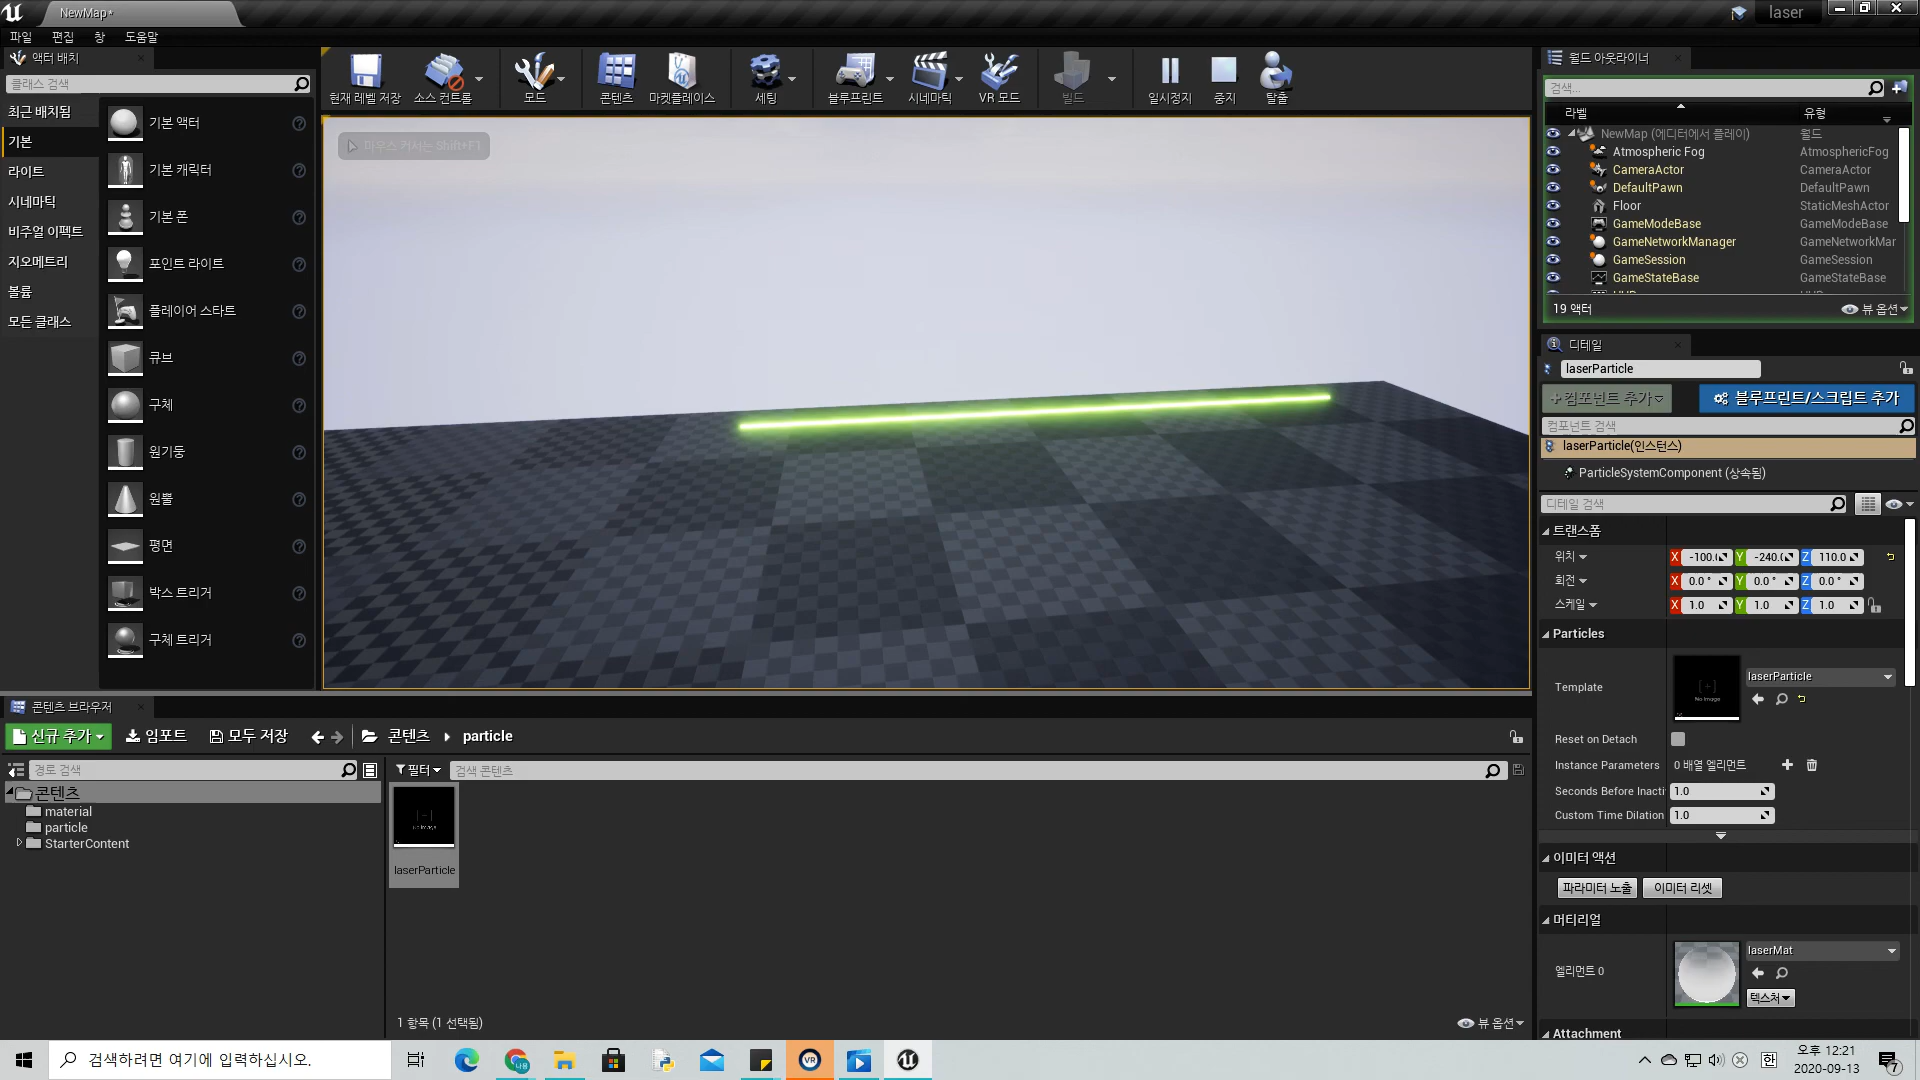 NewMap*
laser
파일 편집 창 도움말
액터 배치
클래스 검색
최근 배치됨
기본
라이트
시네마틱
비주얼 이펙트
지오메트리
볼륨
모든 클래스
기본 액터
기본 캐릭터
기본 폰
포인트 라이트
플레이어 스타트
큐브
구체
원기둥
원뿔
평면
박스 트리거
구체 트리거
현재 레벨 저장
소스 컨트롤
모드
콘텐츠
마켓플레이스
세팅
블루프린트
시네마틱
VR 모드
빌드
일시정지
중지
탈출
마우스 커서는 Shift+F1
월드 아웃라이너
검색...
라벨 유형
NewMap (에디터에서 플레이) 월드
Atmospheric Fog AtmosphericFog
CameraActor CameraActor
DefaultPawn DefaultPawn
Floor StaticMeshActor
GameModeBase GameModeBase
GameNetworkManager GameNetworkMar
GameSession GameSession
GameStateBase GameStateBase
19 액터
뷰 옵션
디테일
laserParticle
+컴포넌트 추가
블루프린트/스크립트 추가
컴포넌트 검색
laserParticle(인스턴스)
ParticleSystemComponent (상속됨)
디테일 검색
트랜스폼
위치 X -100.( Y -240.( Z 110.0
회전 X 0.0 ° Y 0.0 ° Z 0.0 °
스케일 X 1.0 Y 1.0 Z 1.0
Particles
Template
No Image
laserParticle
Reset on Detach
Instance Parameters 0 배열 엘리먼트
Seconds Before Inacti 1.0
Custom Time Dilation 1.0
이미터 액션
파라미터 노출 이미터 리셋
머티리얼
엘리먼트 0
laserMat
텍스처
Attachment
콘텐츠 브라우저
신규 추가 임포트 모두 저장 콘텐츠 particle
경로 검색
콘텐츠
material
particle
StarterContent
필터 검색 콘텐츠
No Image
laserParticle
1 항목 (1 선택됨)
뷰 옵션
검색하려면 여기에 입력하십시오.
나음
VR
한
오후 12:21
2020-09-13
7